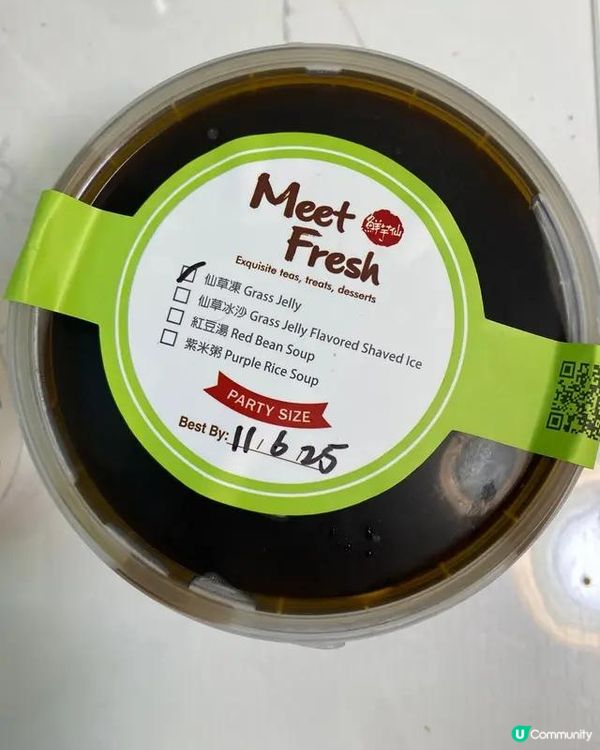 Meet
Fresh
鮮芋仙
Exquisite teas, treats, desserts
仙草凍 Grass Jelly
仙草冰沙 Grass Jelly Flavored Shaved Ice
紅豆湯 Red Bean Soup
紫米粥 Purple Rice Soup
PARTY SIZE
Best By: 11, 6, 25
U Community